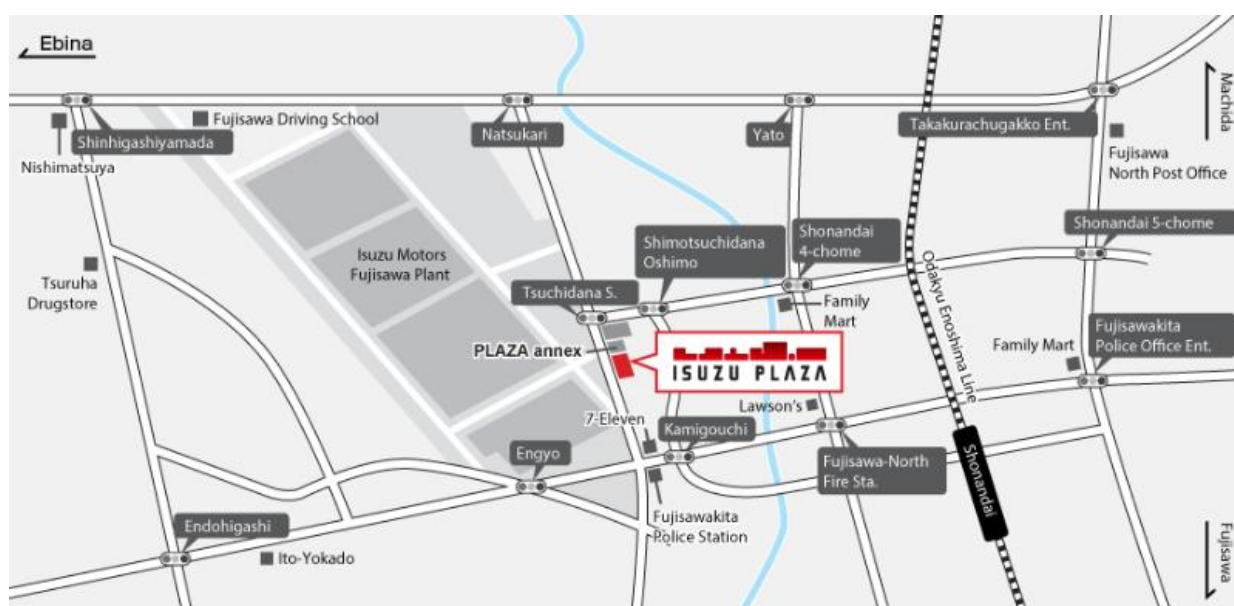 Ebina
Machida
Shinhigashiyamada
Fujisawa Driving School
Natsukari
Yato
Takakurachugakko Ent.
Nishimatsuya
Fujisawa
North Post Office
Tsuruha
Drugstore
Isuzu Motors
Fujisawa Plant
Shimotsuchidana
Oshimo
Shonandai
4-chome
Shonandai 5-chome
Tsuchidana S.
Family
Mart
Odakyu Enoshima Line
PLAZA annex
ISUZU PLAZA
Family Mart
Fujisawakita
Police Office Ent.
7-Eleven
Lawson's
Kamigouchi
Engyo
Fujisawa-North
Fire Sta.
Shonandai
Endohigashi
Ito-Yokado
Fujisawakita
Police Station
Fujisawa